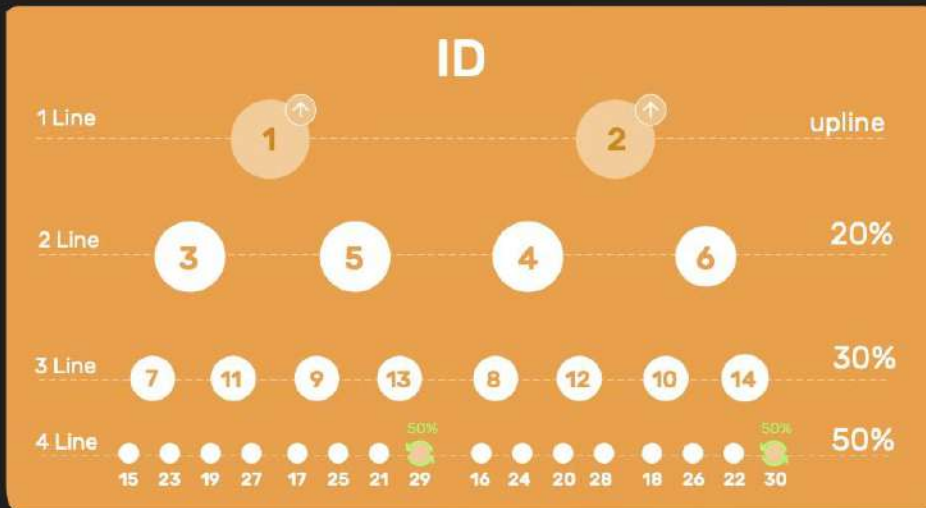 ID
1 Line 1 2 upline
2 Line 3 5 4 6 20%
3 Line 7 11 9 13 8 12 10 14 30%
50% 50%
4 Line 50%
15 23 19 27 17 25 21 29 16 24 20 28 18 26 22 30